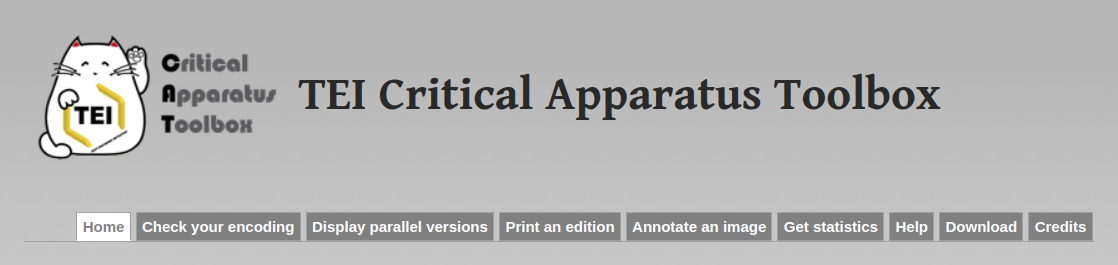 Critical
Apparatus
Toolbox
TEI
TEI Critical Apparatus Toolbox
Home Check your encoding Display parallel versions Print an edition Annotate an image Get statistics Help Download Credits